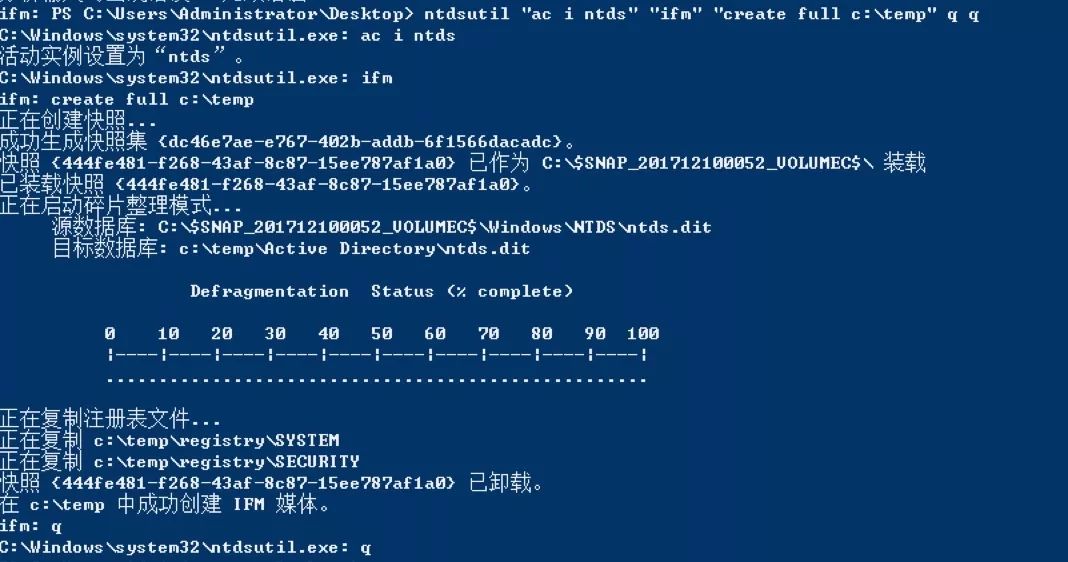 ifm: PS C:\Users\Administrator\Desktop> ntdsutil "ac i ntds" "ifm" "create full c:\temp" q q
C:\Windows\system32\ntdsutil.exe: ac i ntds
活动实例设置为“ntds”。
C:\Windows\system32\ntdsutil.exe: ifm
ifm: create full c:\temp
正在创建快照...
成功生成快照集 {dc46e7ae-e767-402b-addb-6f1566dacadc}。
快照 {444fe481-f268-43af-8c87-15ee787af1a0} 已作为 C:\$SNAP_201712100052_VOLUMEC$\ 装载
已装载快照 {444fe481-f268-43af-8c87-15ee787af1a0}。
正在启动碎片整理模式...
源数据库: C:\$SNAP_201712100052_VOLUMEC$\Windows\NTDS\ntds.dit
目标数据库: c:\temp\Active Directory\ntds.dit
Defragmentation  Status (% complete)
0    10   20   30   40   50   60   70   80   90  100
|----|----|----|----|----|----|----|----|----|----|
...................................................
正在复制注册表文件...
正在复制 c:\temp\registry\SYSTEM
正在复制 c:\temp\registry\SECURITY
快照 {444fe481-f268-43af-8c87-15ee787af1a0} 已卸载。
在 c:\temp 中成功创建 IFM 媒体。
ifm: q
C:\Windows\system32\ntdsutil.exe: q